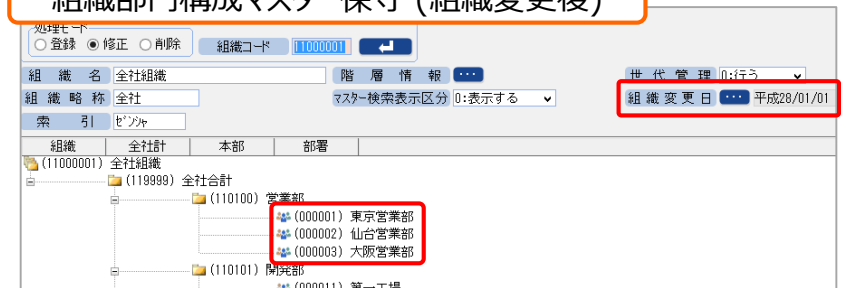 組織部門構成マスター保守(組織変更後)
処理モード
登録 修正 削除 組織コード 11000001
組織名 全社組織 階層情報 世代管理 0:行う
組織略称 全社 マスター検索表示区分 0:表示する 組織変更日 平成28/01/01
索引 ゼンシャ
組織 全社計 本部 部署
(11000001) 全社組織
(119999) 全社合計
(110100) 営業部
(000001) 東京営業部
(000002) 仙台営業部
(000003) 大阪営業部
(110101) 開発部
(000011) 第一工場